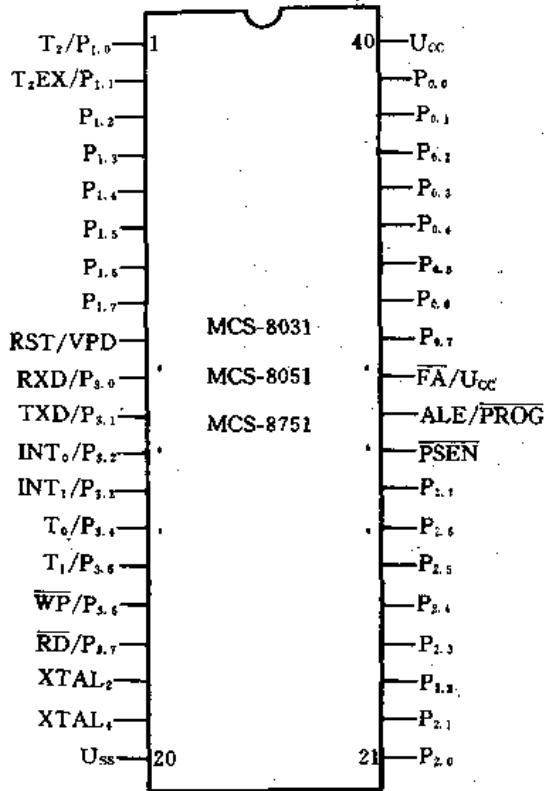 T₂/P₁.₀
T₂EX/P₁.₁
P₁.₂
P₁.₃
P₁.₄
P₁.₅
P₁.₆
P₁.₇
RST/VPD
RXD/P₃.₀
TXD/P₃.₁
INT₀/P₃.₂
INT₁/P₃.₃
T₀/P₃.₄
T₁/P₃.₅
W̅P̅/P₃.₆
R̅D̅/P₃.₇
XTAL₂
XTAL₄
Uss
1
20
MCS-8031
MCS-8051
MCS-8751
40
21
Ucc
P₀.₀
P₀.₁
P₀.₂
P₀.₃
P₀.₄
P₀.₅
P₀.₆
P₀.₇
F̅A̅/Ucc
ALE/P̅R̅O̅G̅
P̅S̅E̅N̅
P₂.₇
P₂.₆
P₂.₅
P₂.₄
P₂.₃
P₂.₂
P₂.₁
P₂.₀